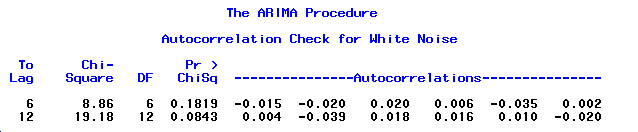 The ARIMA Procedure
Autocorrelation Check for White Noise
To Chi- Pr >
Lag Square DF ChiSq ---------------Autocorrelations---------------
6 8.86 6 0.1819 -0.015 -0.020 0.020 0.006 -0.035 0.002
12 19.18 12 0.0843 0.004 -0.039 0.018 0.016 0.010 -0.020